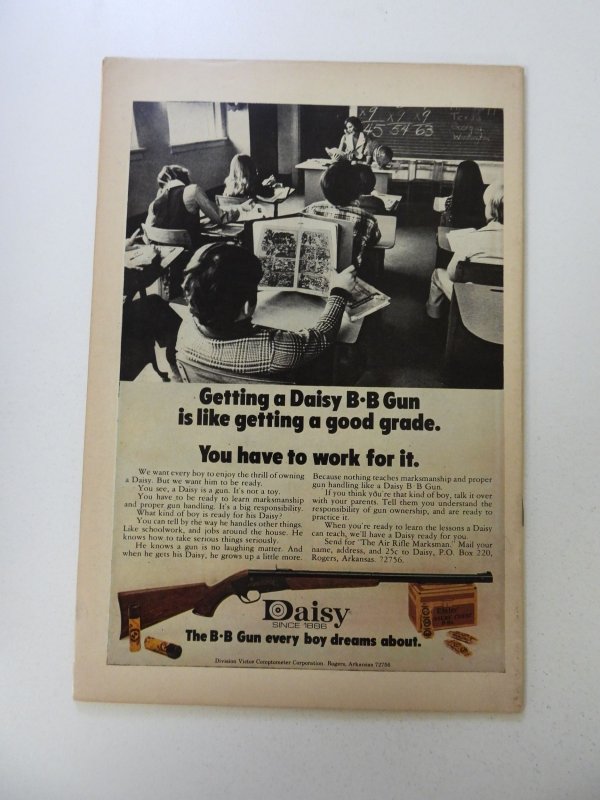 x9 x9 x9
45 54 63
Getting a Daisy B·B Gun
is like getting a good grade.
You have to work for it.
We want every boy to enjoy the thrill of owning
a Daisy. But we want him to be ready.
You see, a Daisy is a gun. It's not a toy.
You have to be ready to learn marksmanship
and proper gun handling. It's a big responsibility.
What kind of boy is ready for his Daisy?
You can tell by the way he handles other things.
Like schoolwork, and jobs around the house. He
knows how to take serious things seriously.
He knows a gun is no laughing matter. And
when he gets his Daisy, he grows up a little more.
Because nothing teaches marksmanship and proper
gun handling like a Daisy B·B Gun.
If you think you're that kind of boy, talk it over
with your parents. Tell them you understand the
responsibility of gun ownership, and are ready to
practice it.
When you're ready to learn the lessons a Daisy
can teach, we'll have a Daisy ready for you.
Send for "The Air Rifle Marksman." Mail your
name, address, and 25c to Daisy, P.O. Box 220,
Rogers, Arkansas. 72756.
Daisy
SINCE 1886
The B·B Gun every boy dreams about.
Division Victor Comptometer Corporation. Rogers, Arkansas 72756